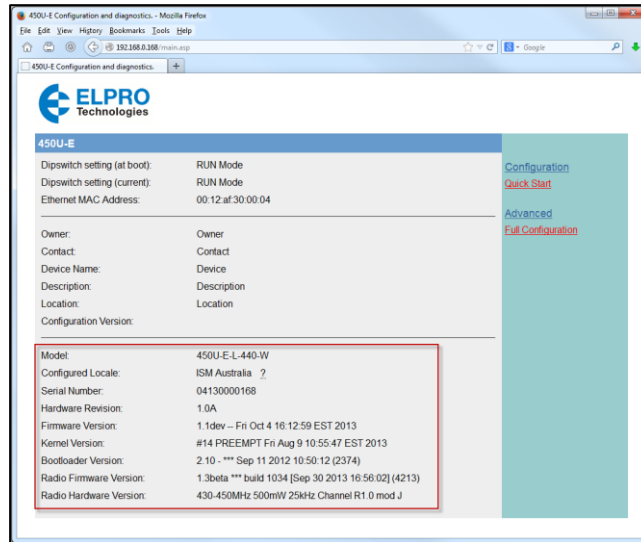 450U-E Configuration and diagnostics. - Mozilla Firefox
File Edit View History Bookmarks Tools Help
192.168.0.168/main.asp
Google
450U-E Configuration and diagnostics.
ELPRO
Technologies
450U-E
Dipswitch setting (at boot): RUN Mode
Dipswitch setting (current): RUN Mode
Ethernet MAC Address: 00:12:af:30:00:04
Owner: Owner
Contact: Contact
Device Name: Device
Description: Description
Location: Location
Configuration Version:
Model: 450U-E-L-440-W
Configured Locale: ISM Australia ?
Serial Number: 04130000168
Hardware Revision: 1.0A
Firmware Version: 1.1dev -- Fri Oct 4 16:12:59 EST 2013
Kernel Version: #14 PREEMPT Fri Aug 9 10:55:47 EST 2013
Bootloader Version: 2.10 - *** Sep 11 2012 10:50:12 (2374)
Radio Firmware Version: 1.3beta *** build 1034 [Sep 30 2013 16:56:02] (4213)
Radio Hardware Version: 430-450MHz 500mW 25kHz Channel R1.0 mod J
Configuration
Quick Start
Advanced
Full Configuration